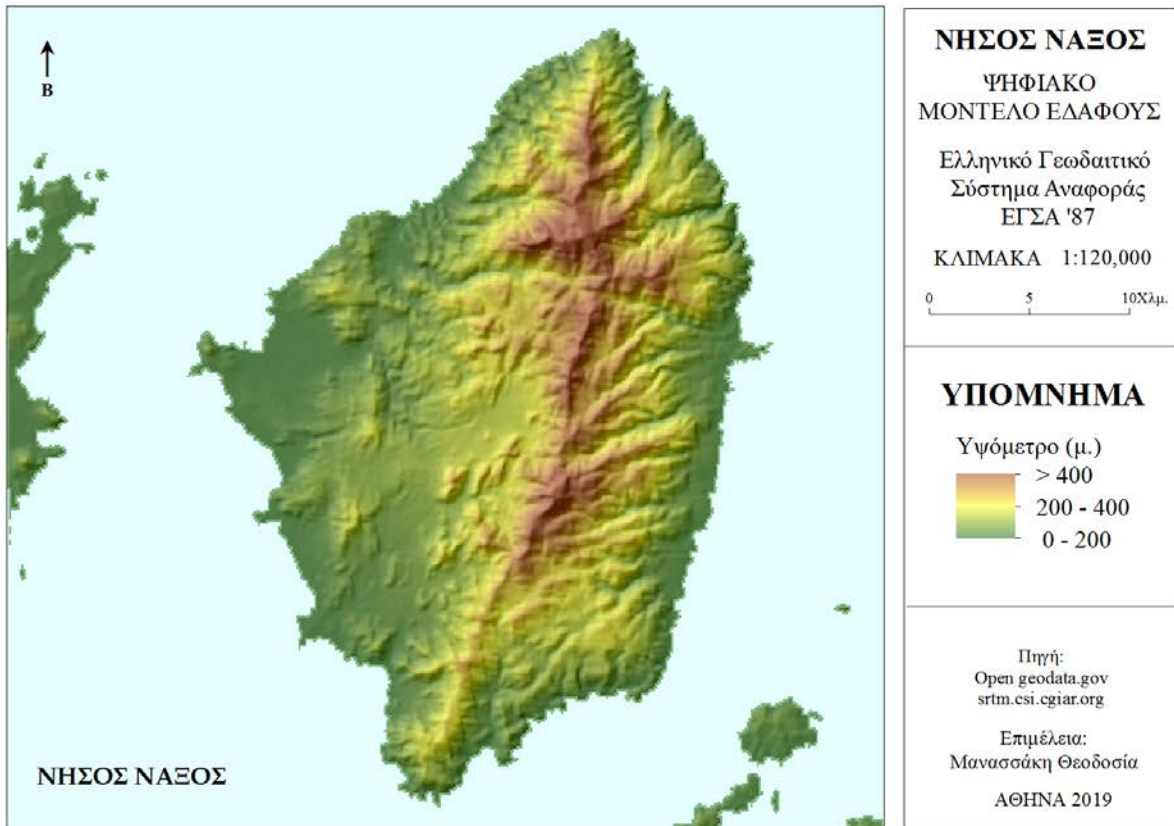 Β
ΝΗΣΟΣ ΝΑΞΟΣ
ΝΗΣΟΣ ΝΑΞΟΣ
ΨΗΦΙΑΚΟ
ΜΟΝΤΕΛΟ ΕΔΑΦΟΥΣ
Ελληνικό Γεωδαιτικό
Σύστημα Αναφοράς
ΕΓΣΑ '87
ΚΛΙΜΑΚΑ 1:120,000
0 5 10Χλμ.
ΥΠΟΜΝΗΜΑ
Υψόμετρο (μ.)
> 400
200 - 400
0 - 200
Πηγή:
Open geodata.gov
srtm.csi.cgiar.org
Επιμέλεια:
Μανασσάκη Θεοδοσία
ΑΘΗΝΑ 2019